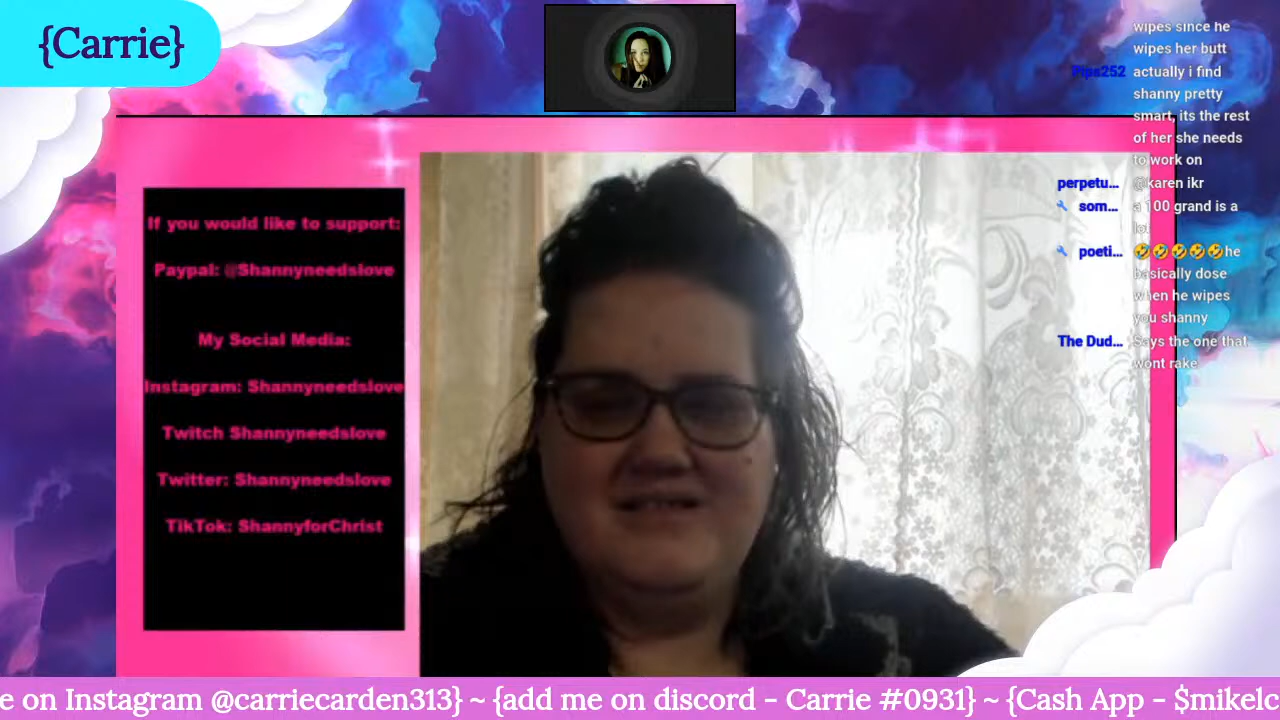 {Carrie}
wipes since he
wipes her butt
Pips252 actually i find
shanny pretty
smart, its the rest
of her she needs
to work on
perpetu... @karen ikr
som... a 100 grand is a
lot
poeti... 🤣🤣🤣🤣🤣he
basically dose
when he wipes
you shanny
The Dud... Says the one that
wont rake
If you would like to support:
Paypal: @Shannyneedslove
My Social Media:
Instagram: Shannyneedslove
Twitch Shannyneedslove
Twitter: Shannyneedslove
TikTok: ShannyforChrist
e on Instagram @carriecarden313} ~ {add me on discord - Carrie #0931} ~ {Cash App - $mikelc